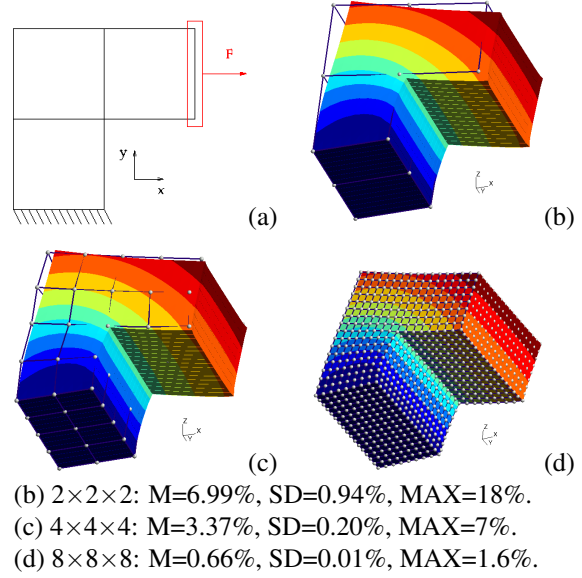 F
y
x
(a)
Z
X
Y
(b)
Z
X
Y
(c)
Z
X
Y
(d)
(b) 2×2×2: M=6.99%, SD=0.94%, MAX=18%.
(c) 4×4×4: M=3.37%, SD=0.20%, MAX=7%.
(d) 8×8×8: M=0.66%, SD=0.01%, MAX=1.6%.